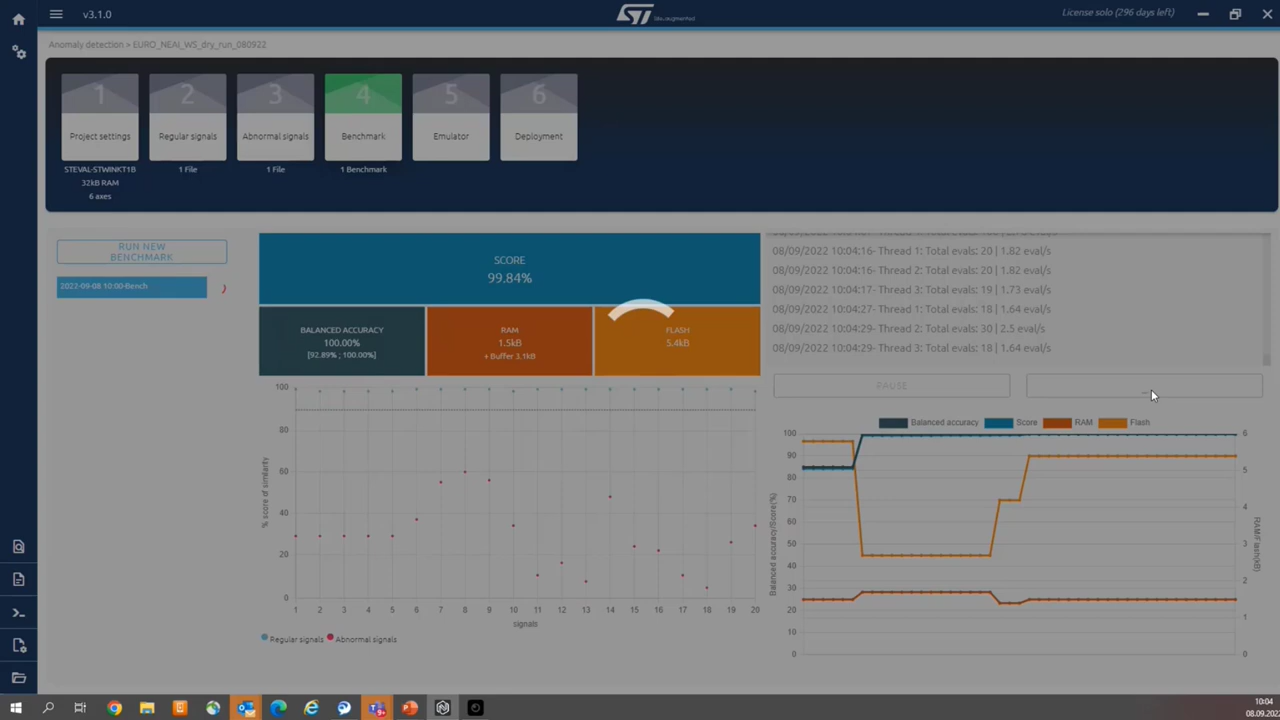 v3.1.0
ST life.augmented
License solo (296 days left)
Anomaly detection > EURO_NEAI_WS_dry_run_080922
1
2
3
4
5
6
Project settings
Regular signals
Abnormal signals
Benchmark
Emulator
Deployment
STEVAL-STWINKT1B
32kB RAM
6 axes
1 File
1 File
1 Benchmark
RUN NEW
BENCHMARK
2022-09-08 10:00-Bench
SCORE
99.84%
BALANCED ACCURACY
100.00%
[92.89% ; 100.00%]
RAM
1.5kB
+ Buffer 3.1kB
FLASH
5.4kB
100
80
60
40
20
0
% score of similarity
1 2 3 4 5 6 7 8 9 10 11 12 13 14 15 16 17 18 19 20
signals
Regular signals
Abnormal signals
08/09/2022 10:04:16- Thread 1: Total evals: 20 | 1.82 eval/s
08/09/2022 10:04:16- Thread 2: Total evals: 20 | 1.82 eval/s
08/09/2022 10:04:17- Thread 3: Total evals: 19 | 1.73 eval/s
08/09/2022 10:04:27- Thread 1: Total evals: 18 | 1.64 eval/s
08/09/2022 10:04:29- Thread 2: Total evals: 30 | 2.5 eval/s
08/09/2022 10:04:29- Thread 3: Total evals: 18 | 1.64 eval/s
PAUSE
Balanced accuracy
Score
RAM
Flash
100
90
80
70
60
50
40
30
20
10
0
Balanced accuracy/Score(%)
6
5
4
3
2
1
0
RAM/Flash(kB)
10:04
08.09.2022